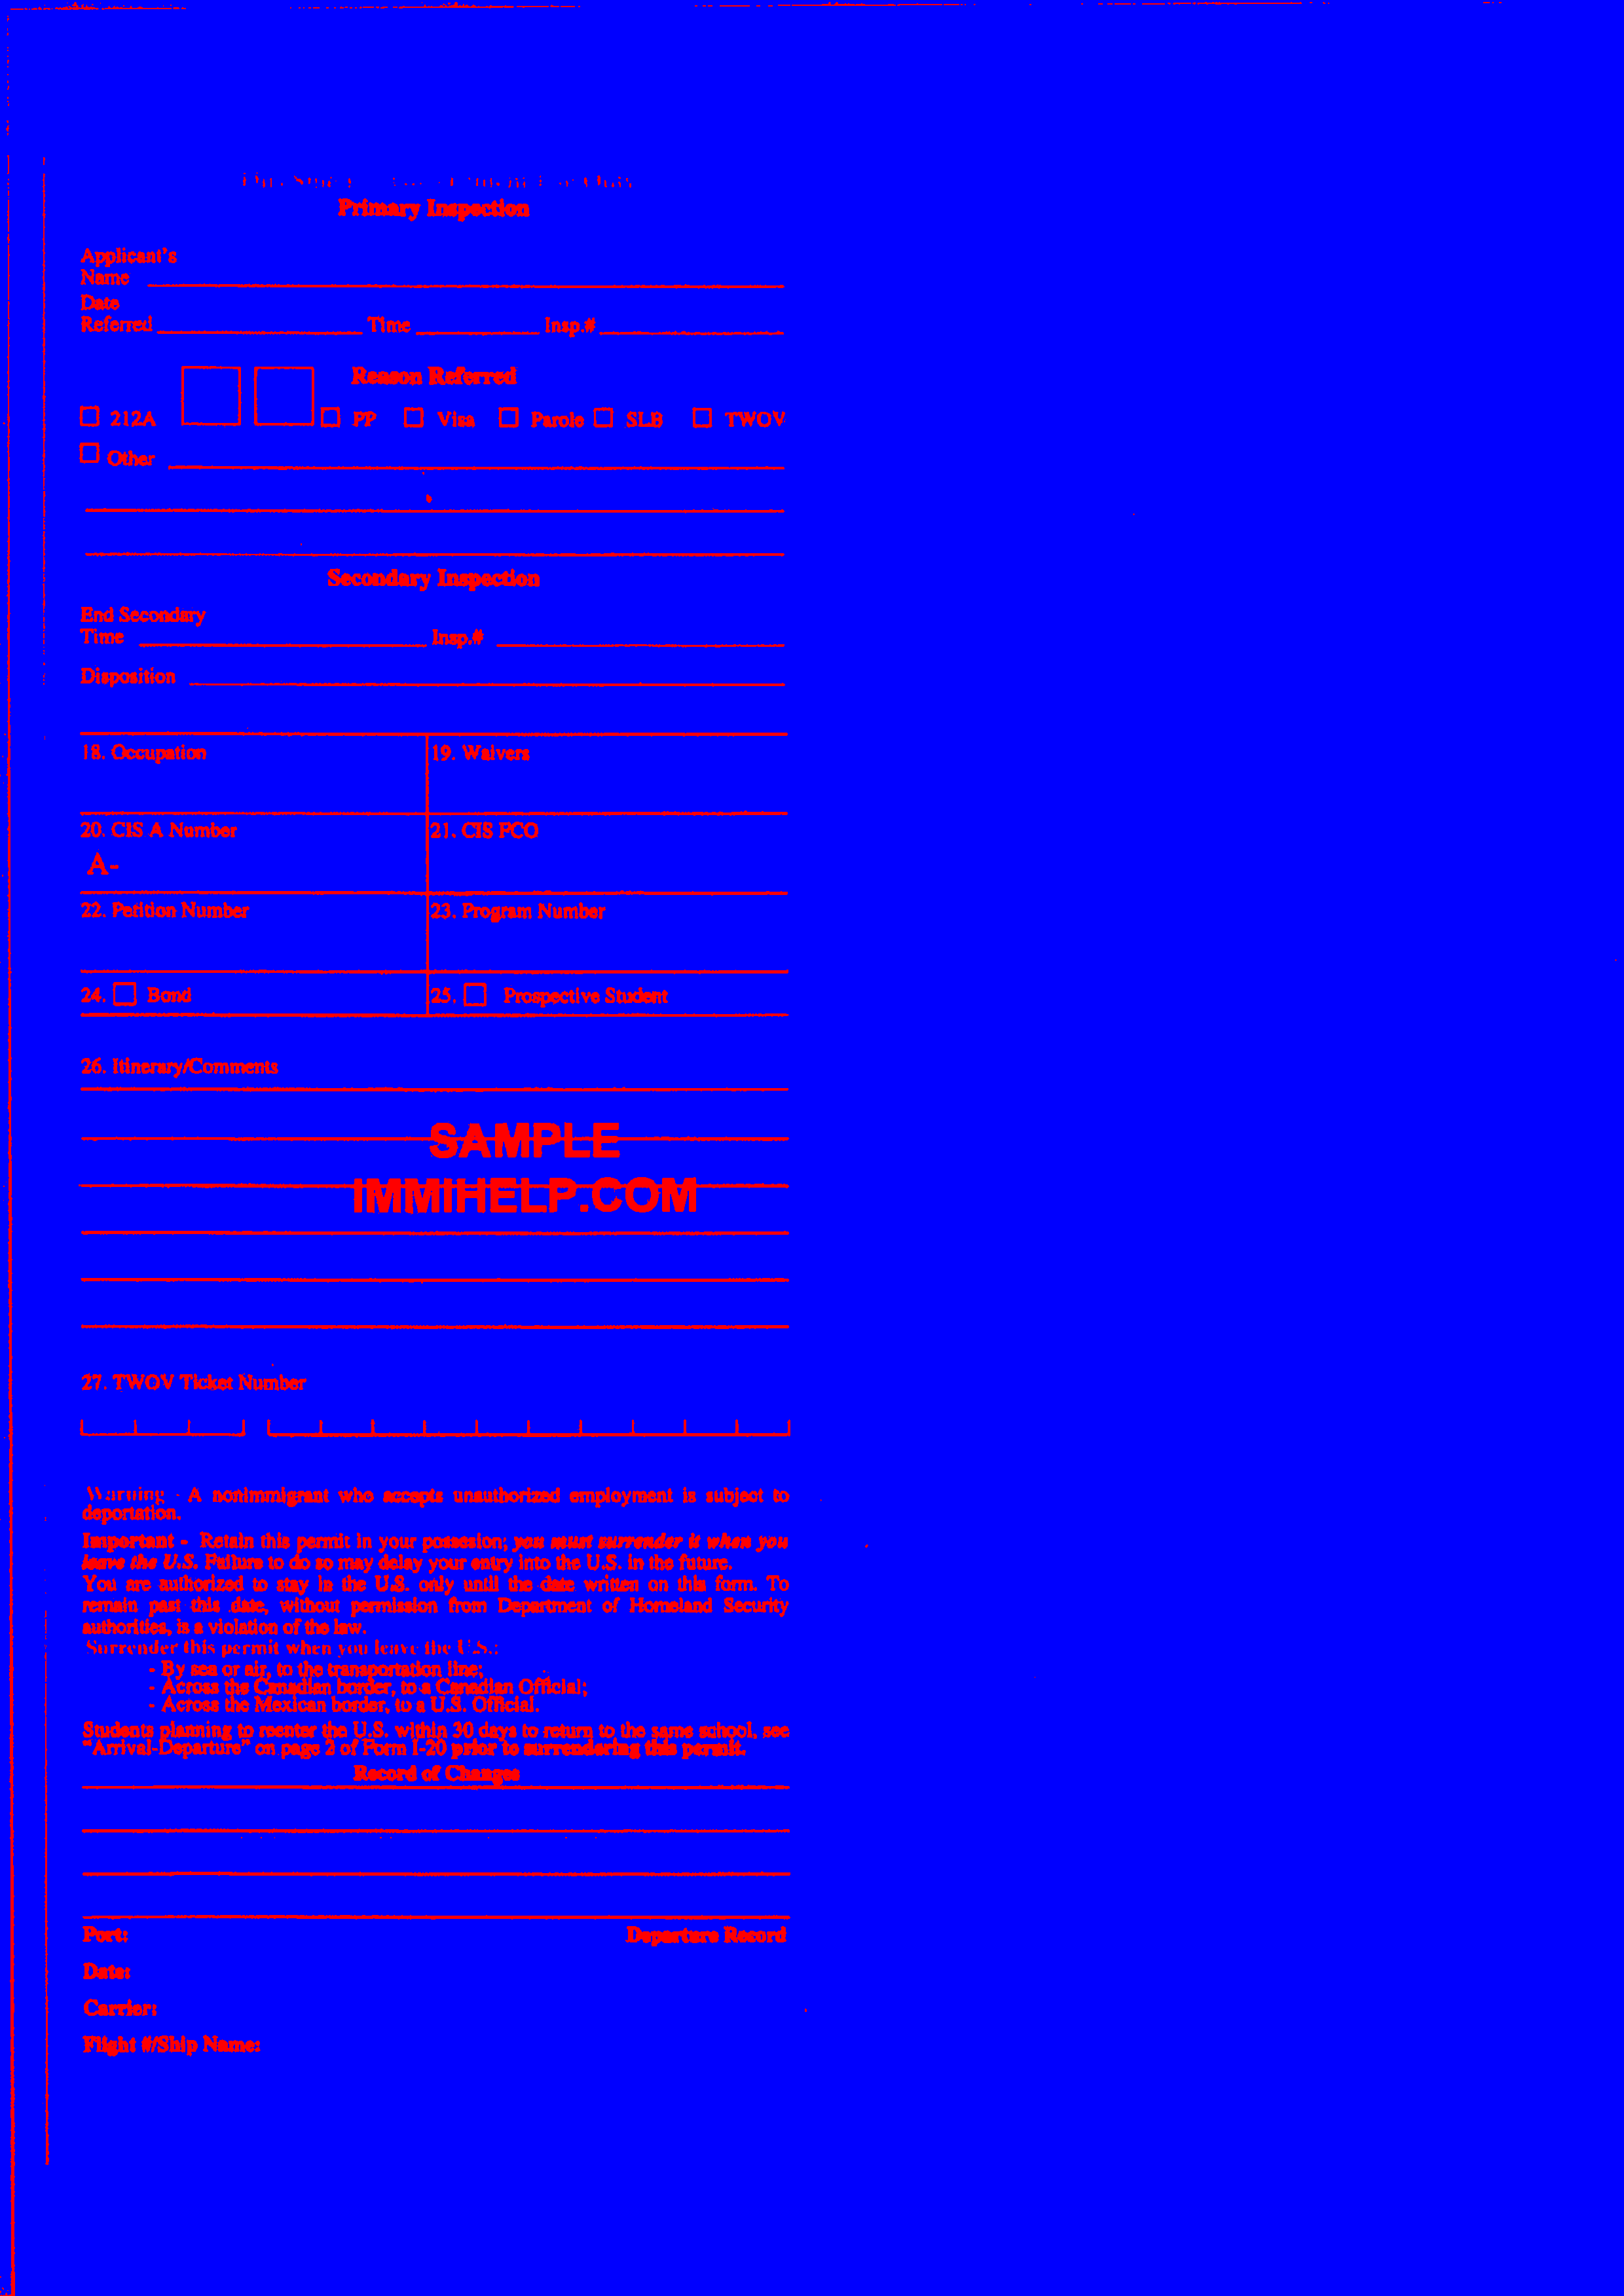 Primary Inspection
Applicant's
Name
Date
Referred Time Insp.#
Reason Referred
212A PP Visa Parole SLB TWOV
Other
Secondary Inspection
End Secondary
Time Insp.#
Disposition
18. Occupation 19. Waivers
20. CIS A Number 21. CIS FCO
A-
22. Petition Number 23. Program Number
24. Bond 25. Prospective Student
26. Itinerary/Comments
SAMPLE
IMMIHELP.COM
27. TWOV Ticket Number
Warning - A nonimmigrant who accepts unauthorized employment is subject to
deportation.
Important - Retain this permit in your possession; you must surrender it when you
leave the U.S. Failure to do so may delay your entry into the U.S. in the future.
You are authorized to stay in the U.S. only until the date written on this form. To
remain past this date, without permission from Department of Homeland Security
authorities, is a violation of the law.
Surrender this permit when you leave the U.S.:
- By sea or air, to the transportation line;
- Across the Canadian border, to a Canadian Official;
- Across the Mexican border, to a U.S. Official.
Students planning to reenter the U.S. within 30 days to return to the same school, see
"Arrival-Departure" on page 2 of Form I-20 prior to surrendering this permit.
Record of Changes
Port: Departure Record
Date:
Carrier:
Flight #/Ship Name: